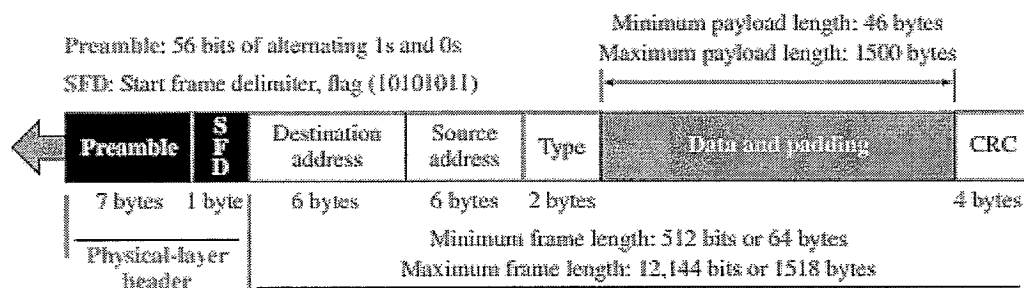 Minimum payload length: 46 bytes
Preamble: 56 bits of alternating 1s and 0s
Maximum payload length: 1500 bytes
SFD: Start frame delimiter, flag (10101011)
Preamble
SFD
Destination
address
Source
address
Type
Data and padding
CRC
7 bytes
1 byte
6 bytes
6 bytes
2 bytes
4 bytes
Physical-layer
header
Minimum frame length: 512 bits or 64 bytes
Maximum frame length: 12,144 bits or 1518 bytes